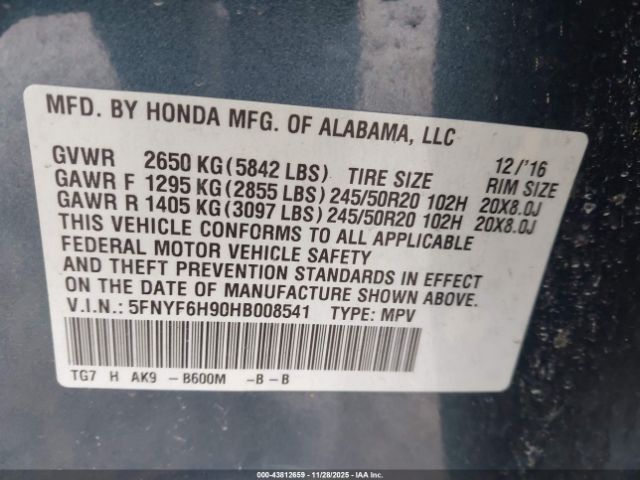 MFD. BY HONDA MFG. OF ALABAMA, LLC
12/'16
GVWR 2650 KG(5842 LBS) TIRE SIZE RIM SIZE
GAWR F 1295 KG(2855 LBS) 245/50R20 102H 20X8.0J
GAWR R 1405 KG(3097 LBS) 245/50R20 102H 20X8.0J
THIS VEHICLE CONFORMS TO ALL APPLICABLE
FEDERAL MOTOR VEHICLE SAFETY
AND THEFT PREVENTION STANDARDS IN EFFECT
ON THE DATE OF MANUFACTURE SHOWN ABOVE.
V.I.N.: 5FNYF6H90HB008541 TYPE: MPV
TG7 H AK9 -B600M -B-B
000-43812659 | 11/28/2025 - IAA, Inc.